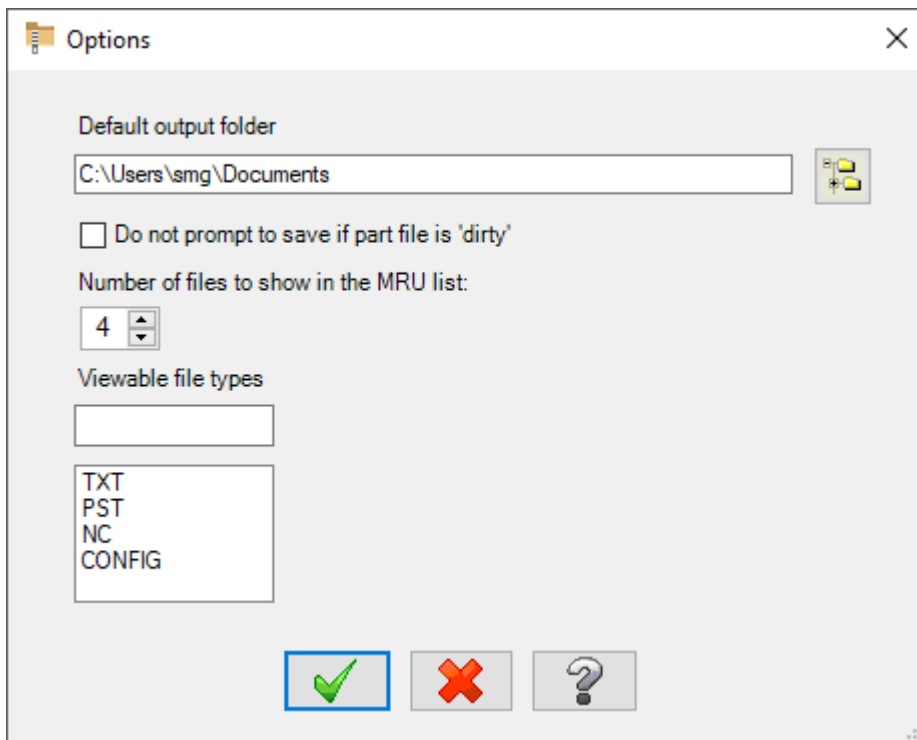 Options
Default output folder
C:\Users\smg\Documents
Do not prompt to save if part file is 'dirty'
Number of files to show in the MRU list:
4
Viewable file types
TXT
PST
NC
CONFIG